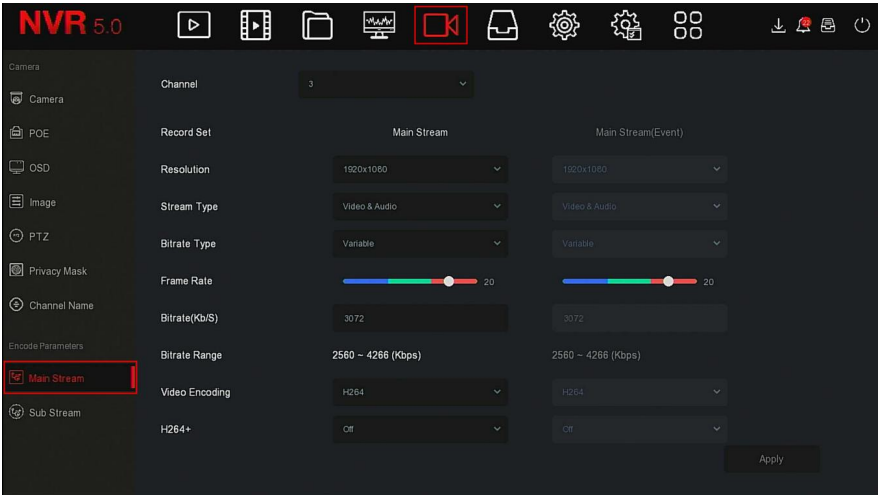 NVR 5.0
22
Camera
Camera
POE
OSD
Image
PTZ
Privacy Mask
Channel Name
Encode Parameters
Main Stream
Sub Stream
Channel 3
Record Set Main Stream Main Stream(Event)
Resolution 1920x1080 1920x1080
Stream Type Video & Audio Video & Audio
Bitrate Type Variable Variable
Frame Rate 20 20
Bitrate(Kb/S) 3072 3072
Bitrate Range 2560 ~ 4266 (Kbps) 2560 ~ 4266 (Kbps)
Video Encoding H264 H264
H264+ Off Off
Apply